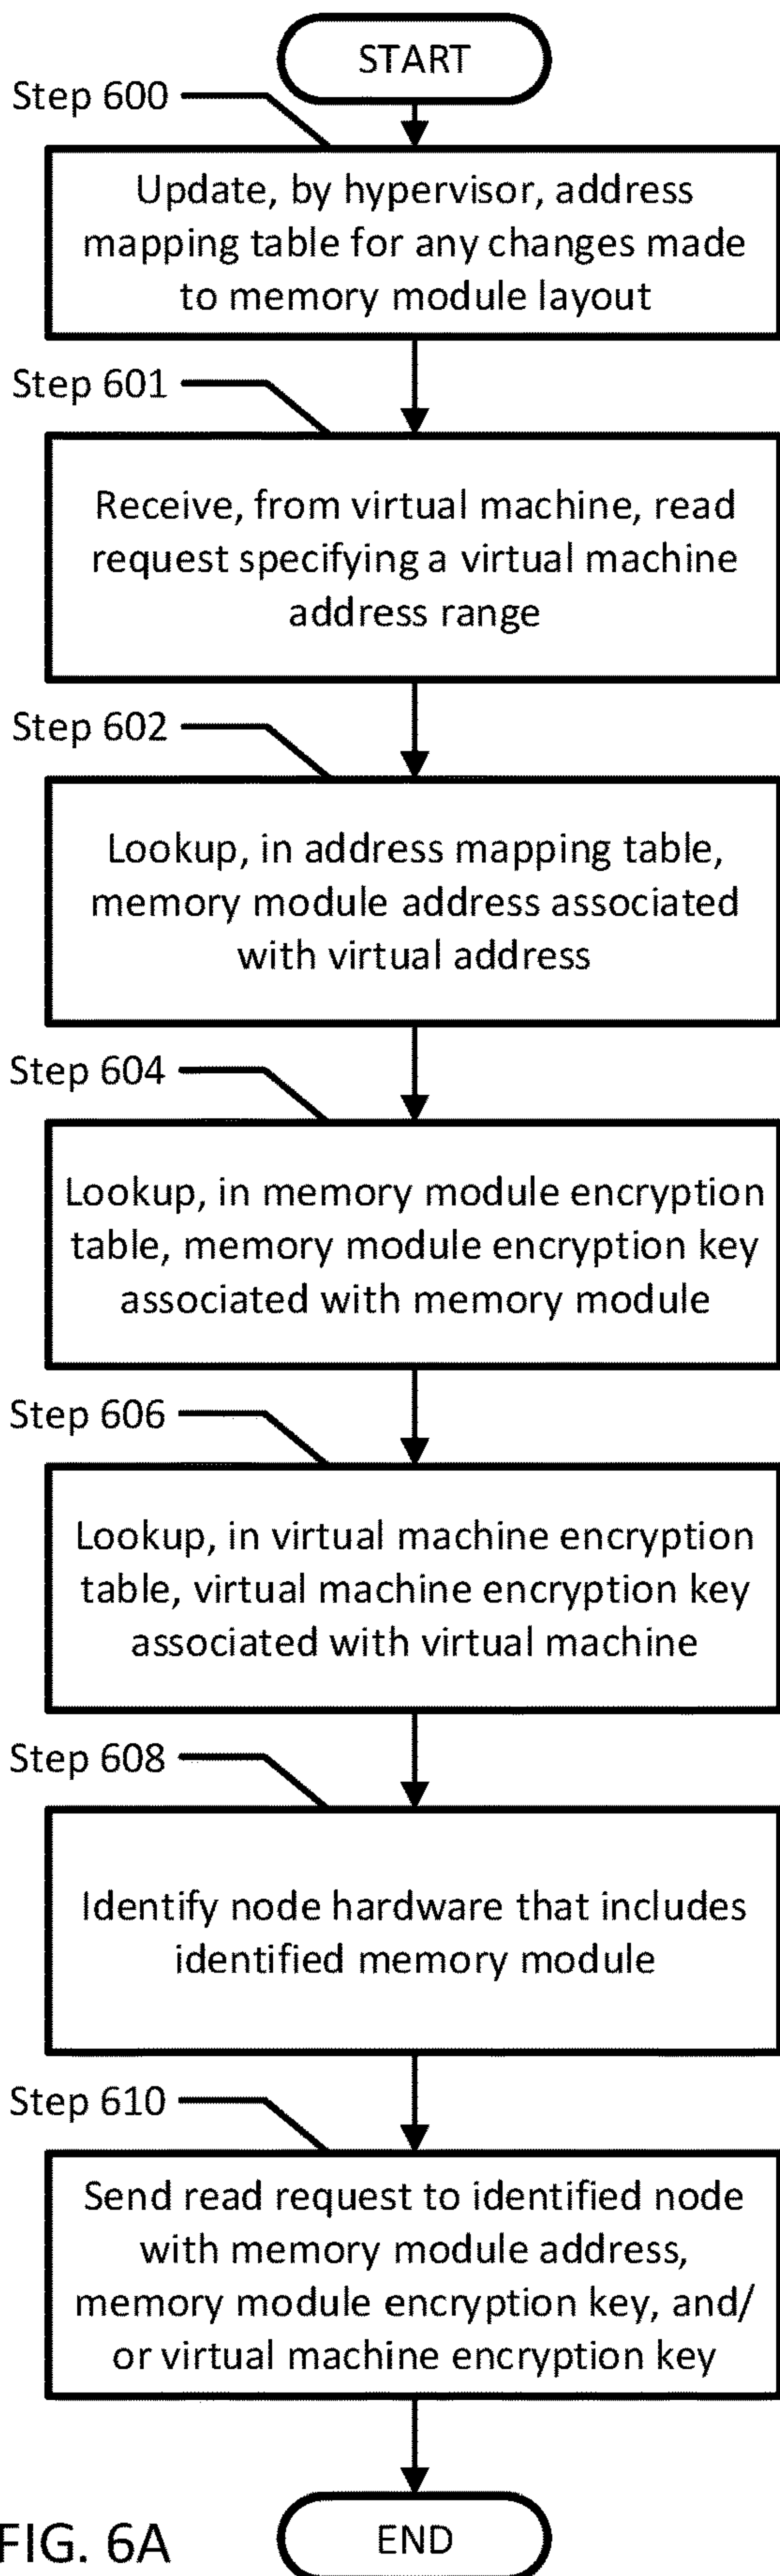 START
Step 600
Update, by hypervisor, address
mapping table for any changes made
to memory module layout
Step 601
Receive, from virtual machine, read
request specifying a virtual machine
address range
Step 602
Lookup, in address mapping table,
memory module address associated
with virtual address
Step 604
Lookup, in memory module encryption
table, memory module encryption key
associated with memory module
Step 606
Lookup, in virtual machine encryption
table, virtual machine encryption key
associated with virtual machine
Step 608
Identify node hardware that includes
identified memory module
Step 610
Send read request to identified node
with memory module address,
memory module encryption key, and/
or virtual machine encryption key
END
FIG. 6A